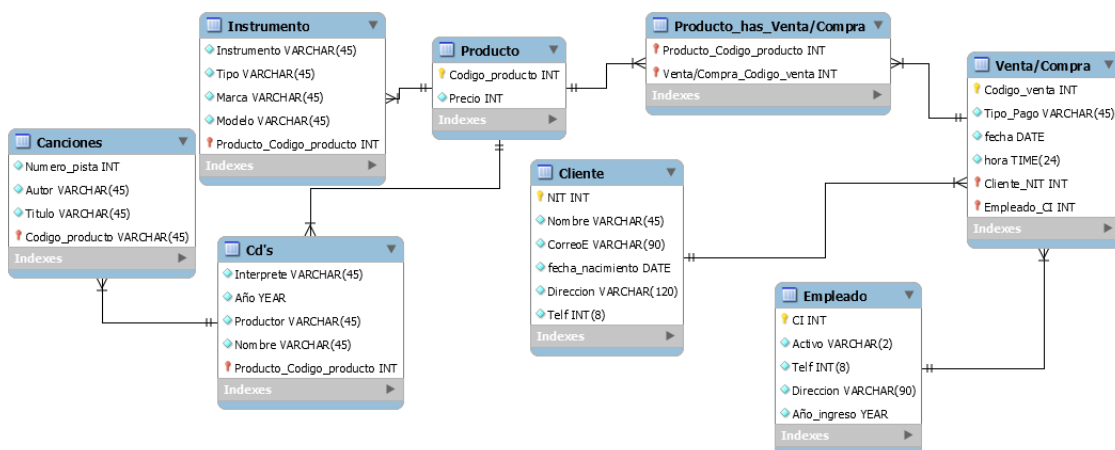 Instrumento
Instrumento VARCHAR(45)
Tipo VARCHAR(45)
Marca VARCHAR(45)
Modelo VARCHAR(45)
Producto_Codigo_producto INT
Indexes
Producto
Codigo_producto INT
Precio INT
Indexes
Producto_has_Venta/Compra
Producto_Codigo_producto INT
Venta/Compra_Codigo_venta INT
Indexes
Venta/Compra
Codigo_venta INT
Tipo_Pago VARCHAR(45)
fecha DATE
hora TIME(24)
Cliente_NIT INT
Empleado_CI INT
Indexes
Canciones
Numero_pista INT
Autor VARCHAR(45)
Titulo VARCHAR(45)
Codigo_producto VARCHAR(45)
Indexes
Cd's
Interprete VARCHAR(45)
Año YEAR
Productor VARCHAR(45)
Nombre VARCHAR(45)
Producto_Codigo_producto INT
Indexes
Cliente
NIT INT
Nombre VARCHAR(45)
CorreoE VARCHAR(90)
fecha_nacimiento DATE
Direccion VARCHAR(120)
Telf INT(8)
Indexes
Empleado
CI INT
Activo VARCHAR(2)
Telf INT(8)
Direccion VARCHAR(90)
Año_ingreso YEAR
Indexes